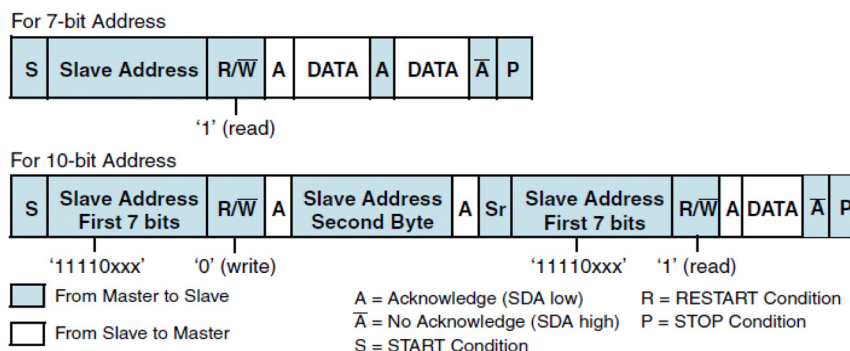 For 7-bit Address
S Slave Address R/W̅ A DATA A DATA A̅ P
‘1’ (read)
For 10-bit Address
S Slave Address First 7 bits R/W̅ A Slave Address Second Byte A Sr Slave Address First 7 bits R/W̅ A DATA A̅ P
‘11110xxx’ ‘0’ (write) ‘11110xxx’ ‘1’ (read)
From Master to Slave
From Slave to Master
A = Acknowledge (SDA low)
A̅ = No Acknowledge (SDA high)
S = START Condition
R = RESTART Condition
P = STOP Condition